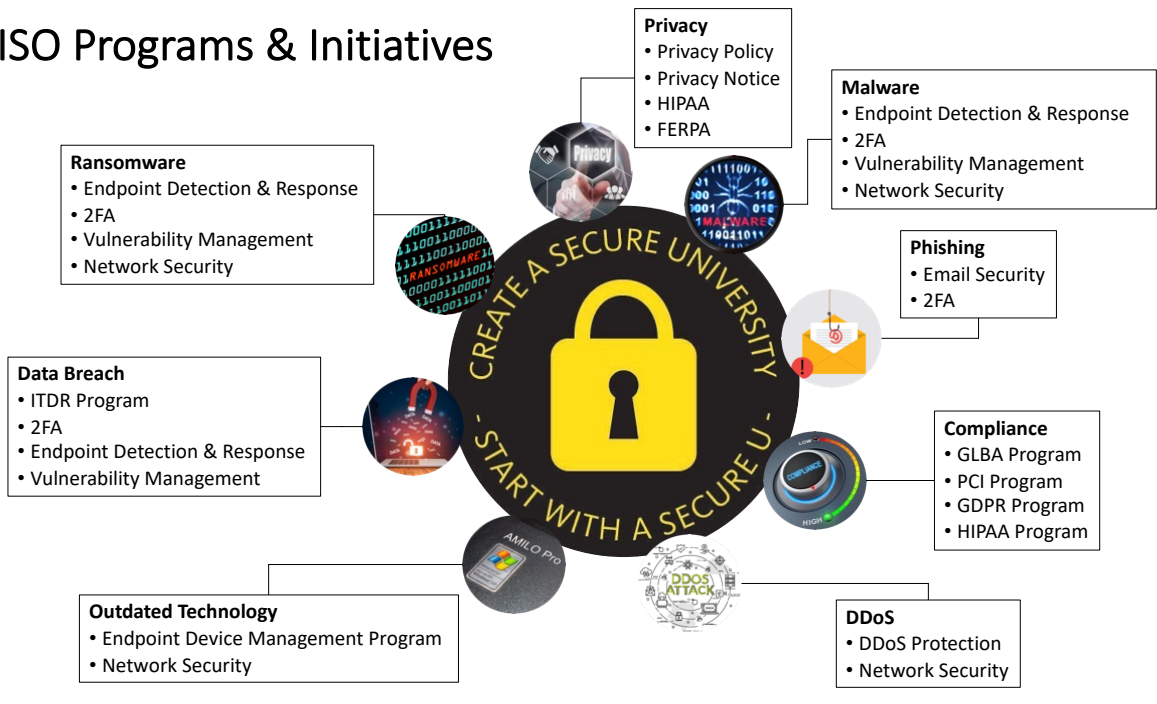 ISO Programs & Initiatives
Privacy
• Privacy Policy
• Privacy Notice
• HIPAA
• FERPA
Malware
• Endpoint Detection & Response
• 2FA
• Vulnerability Management
• Network Security
Ransomware
• Endpoint Detection & Response
• 2FA
• Vulnerability Management
• Network Security
Phishing
• Email Security
• 2FA
Data Breach
• ITDR Program
• 2FA
• Endpoint Detection & Response
• Vulnerability Management
Compliance
• GLBA Program
• PCI Program
• GDPR Program
• HIPAA Program
Outdated Technology
• Endpoint Device Management Program
• Network Security
DDoS
• DDoS Protection
• Network Security
CREATE A SECURE UNIVERSITY
- START WITH A SECURE U -
Privacy
MALWARE
RANSOMWARE
DATA
DATA
DATA
DATA
LOW
COMPLIANCE
HIGH
AMILO Pro
DDOS
ATTACK